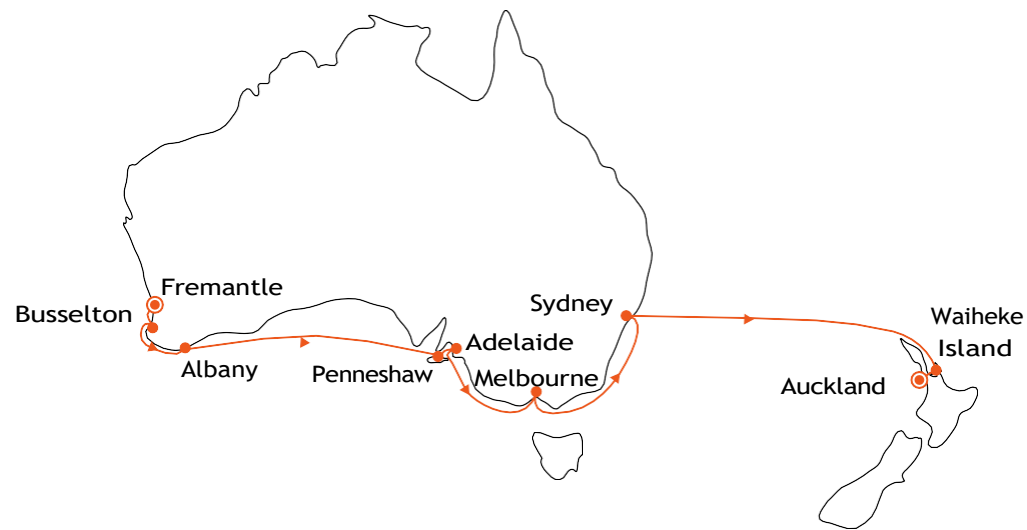 Fremantle
Busselton
Albany
Penneshaw
Adelaide
Melbourne
Sydney
Waiheke
Island
Auckland